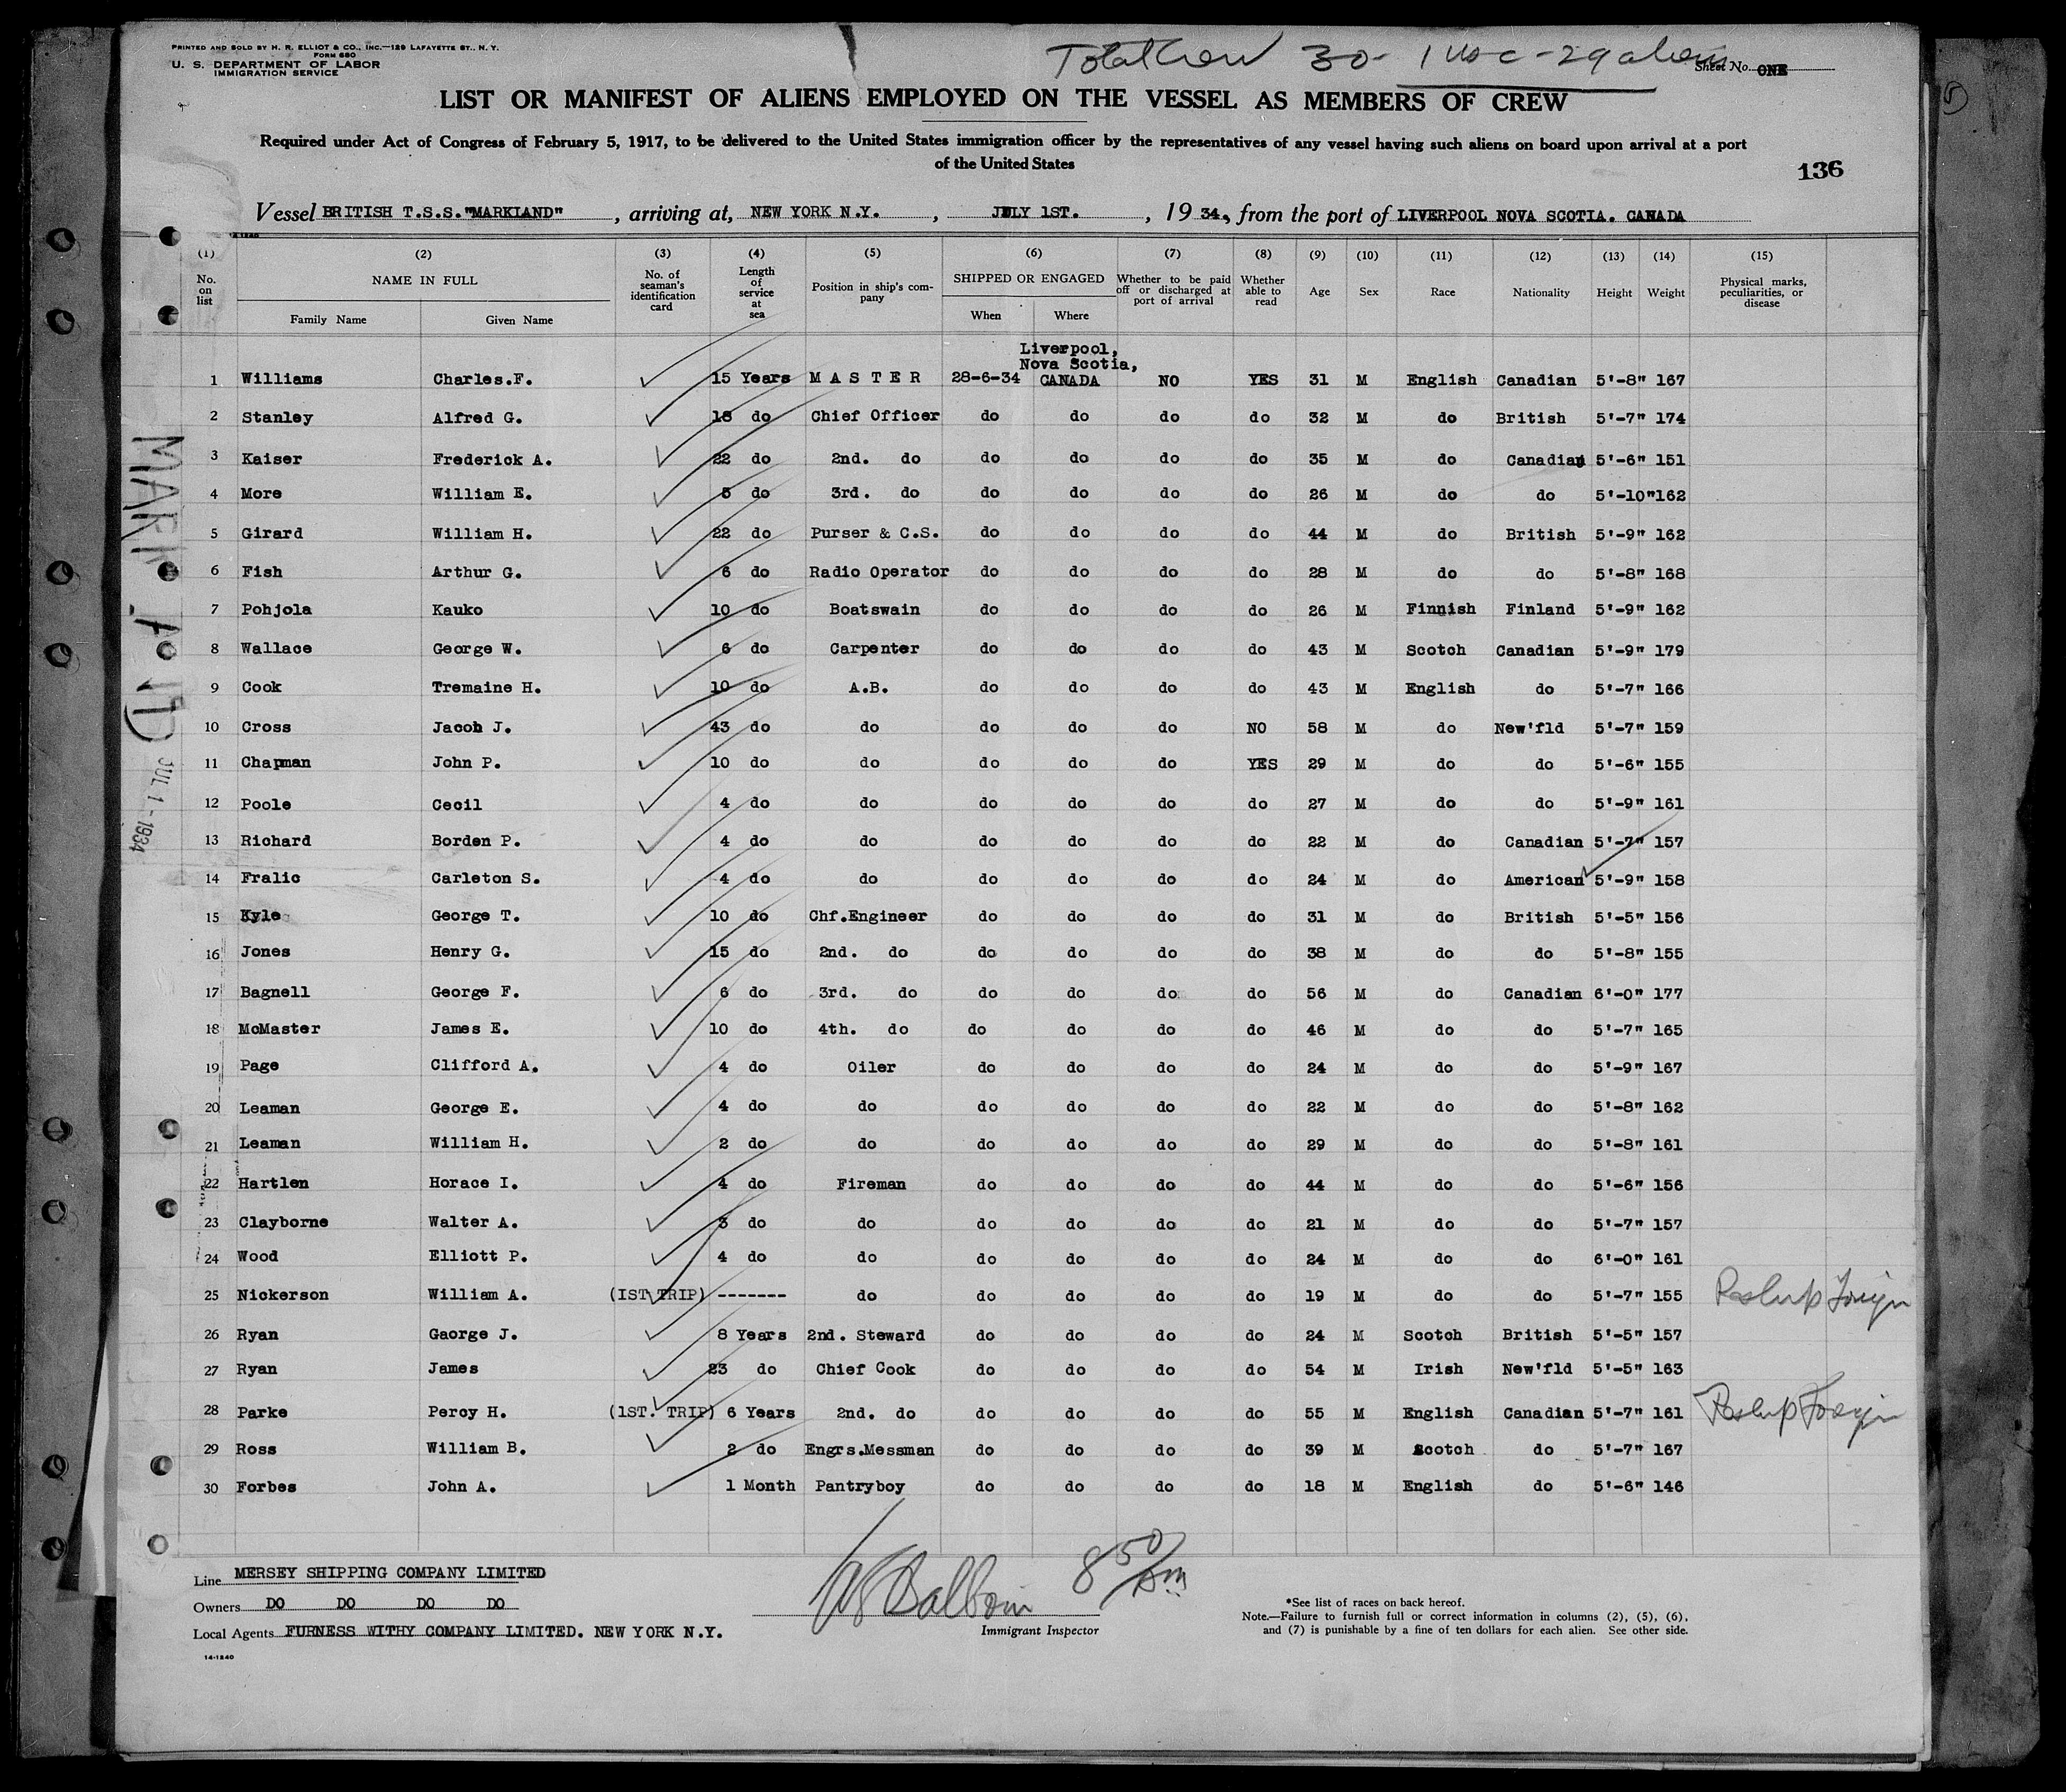 PRINTED AND SOLD BY H. R. ELLIOT & CO., INC.—129 LAFAYETTE ST., N. Y.
FORM 680
U. S. DEPARTMENT OF LABOR
IMMIGRATION SERVICE
Total Crew 30 - 1 USC - 29 aliens
Sheet No. ONE
LIST OR MANIFEST OF ALIENS EMPLOYED ON THE VESSEL AS MEMBERS OF CREW
Required under Act of Congress of February 5, 1917, to be delivered to the United States immigration officer by the representatives of any vessel having such aliens on board upon arrival at a port
of the United States
136
Vessel BRITISH T.S.S."MARKLAND" , arriving at, NEW YORK N.Y. , JULY 1ST. , 19 34., from the port of LIVERPOOL NOVA SCOTIA. CANADA
(1) (2) (3) (4) (5) (6) (7) (8) (9) (10) (11) (12) (13) (14) (15)
No. on list NAME IN FULL Family Name Given Name No. of seaman's identification card Length of service at sea Position in ship's company SHIPPED OR ENGAGED When Where Whether to be paid off or discharged at port of arrival Whether able to read Age Sex Race Nationality Height Weight Physical marks, peculiarities, or disease
Liverpool,
Nova Scotia,
1 Williams Charles.F. 15 Years MASTER 28-6-34 CANADA NO YES 31 M English Canadian 5'-8" 167
2 Stanley Alfred G. 18 do Chief Officer do do do do 32 M do British 5'-7" 174
3 Kaiser Frederick A. 22 do 2nd. do do do do do 35 M do Canadian 5'-6" 151
4 More William E. 5 do 3rd. do do do do do 26 M do do 5'-10" 162
5 Girard William H. 22 do Purser & C.S. do do do do 44 M do British 5'-9" 162
6 Fish Arthur G. 6 do Radio Operator do do do do 28 M do do 5'-8" 168
7 Pohjola Kauko 10 do Boatswain do do do do 26 M Finnish Finland 5'-9" 162
8 Wallace George W. 6 do Carpenter do do do do 43 M Scotch Canadian 5'-9" 179
9 Cook Tremaine H. 10 do A.B. do do do do 43 M English do 5'-7" 166
10 Cross Jacob J. 43 do do do do do NO 58 M do New'fld 5'-7" 159
11 Chapman John P. 10 do do do do do YES 29 M do do 5'-6" 155
12 Poole Cecil 4 do do do do do do 27 M do do 5'-9" 161
13 Richard Borden P. 4 do do do do do do 22 M do Canadian 5'-7" 157
14 Fralic Carleton S. 4 do do do do do do 24 M do American 5'-9" 158
15 Kyle George T. 10 do Chf.Engineer do do do do 31 M do British 5'-5" 156
16 Jones Henry G. 15 do 2nd. do do do do do 38 M do do 5'-8" 155
17 Bagnell George F. 6 do 3rd. do do do do do 56 M do Canadian 6'-0" 177
18 McMaster James E. 10 do 4th. do do do do do 46 M do do 5'-7" 165
19 Page Clifford A. 4 do Oiler do do do do 24 M do do 5'-9" 167
20 Leaman George E. 4 do do do do do do 22 M do do 5'-8" 162
21 Leaman William H. 2 do do do do do do 29 M do do 5'-8" 161
22 Hartlen Horace I. 4 do Fireman do do do do 44 M do do 5'-6" 156
23 Clayborne Walter A. 3 do do do do do do 21 M do do 5'-7" 157
24 Wood Elliott P. 4 do do do do do do 24 M do do 6'-0" 161
25 Nickerson William A. (1ST TRIP) ------- do do do do do 19 M do do 5'-7" 155
26 Ryan Gaorge J. 8 Years 2nd. Steward do do do do 24 M Scotch British 5'-5" 157
27 Ryan James 23 do Chief Cook do do do do 54 M Irish New'fld 5'-5" 163
28 Parke Percy H. (1ST. TRIP) 6 Years 2nd. do do do do do 55 M English Canadian 5'-7" 161
29 Ross William B. 2 do Engrs.Messman do do do do 39 M Scotch do 5'-7" 167
30 Forbes John A. 1 Month Pantryboy do do do do 18 M English do 5'-6" 146
MARKLAND
JUL 1 - 1934
Line MERSEY SHIPPING COMPANY LIMITED
Owners DO DO DO DO
Local Agents FURNESS WITHY COMPANY LIMITED. NEW YORK N.Y.
14-1240
8 50 am
Immigrant Inspector
*See list of races on back hereof.
Note.—Failure to furnish full or correct information in columns (2), (5), (6),
and (7) is punishable by a fine of ten dollars for each alien. See other side.